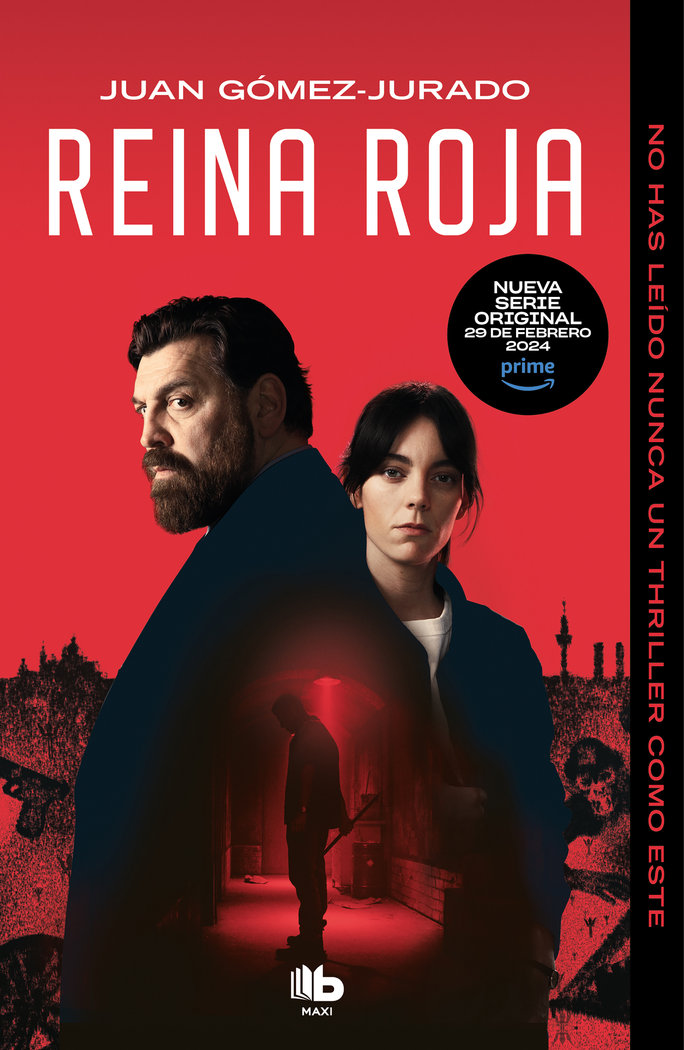 JUAN GÓMEZ-JURADO
REINA ROJA
NUEVA
SERIE
ORIGINAL
29 DE FEBRERO
2024
prime
NO HAS LEÍDO NUNCA UN THRILLER COMO ESTE
b
MAXI